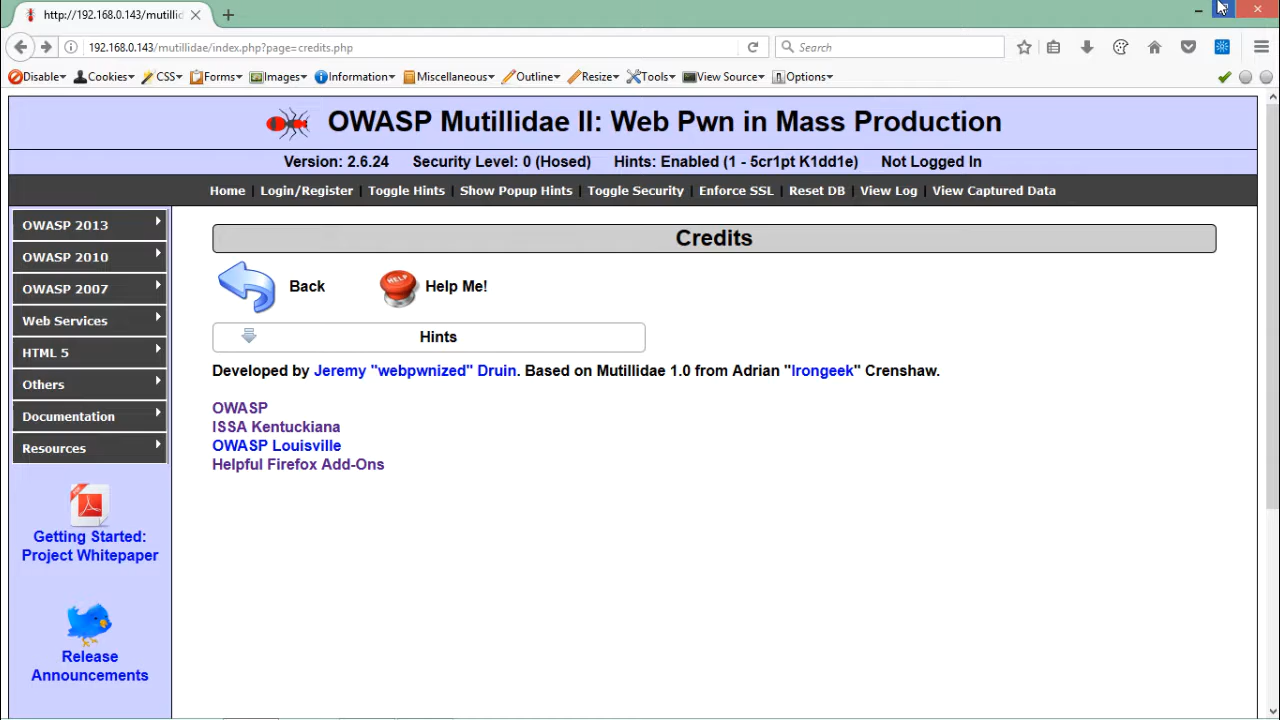 http://192.168.0.143/mutillid
192.168.0.143/mutillidae/index.php?page=credits.php
Search
Disable Cookies CSS Forms Images Information Miscellaneous Outline Resize Tools View Source Options
OWASP Mutillidae II: Web Pwn in Mass Production
Version: 2.6.24 Security Level: 0 (Hosed) Hints: Enabled (1 - 5cr1pt K1dd1e) Not Logged In
Home | Login/Register | Toggle Hints | Show Popup Hints | Toggle Security | Enforce SSL | Reset DB | View Log | View Captured Data
OWASP 2013
OWASP 2010
OWASP 2007
Web Services
HTML 5
Others
Documentation
Resources
Getting Started:
Project Whitepaper
Release
Announcements
Credits
Back
HELP
Help Me!
Hints
Developed by Jeremy "webpwnized" Druin. Based on Mutillidae 1.0 from Adrian "Irongeek" Crenshaw.
OWASP
ISSA Kentuckiana
OWASP Louisville
Helpful Firefox Add-Ons